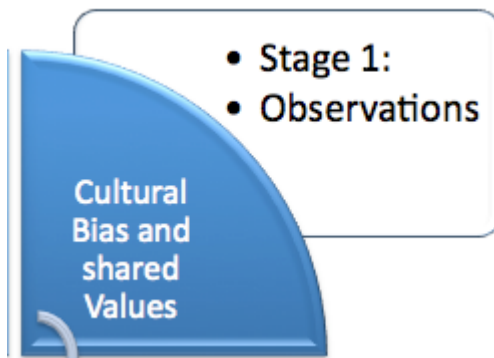 • Stage 1:
• Observations
Cultural
Bias and
shared
Values